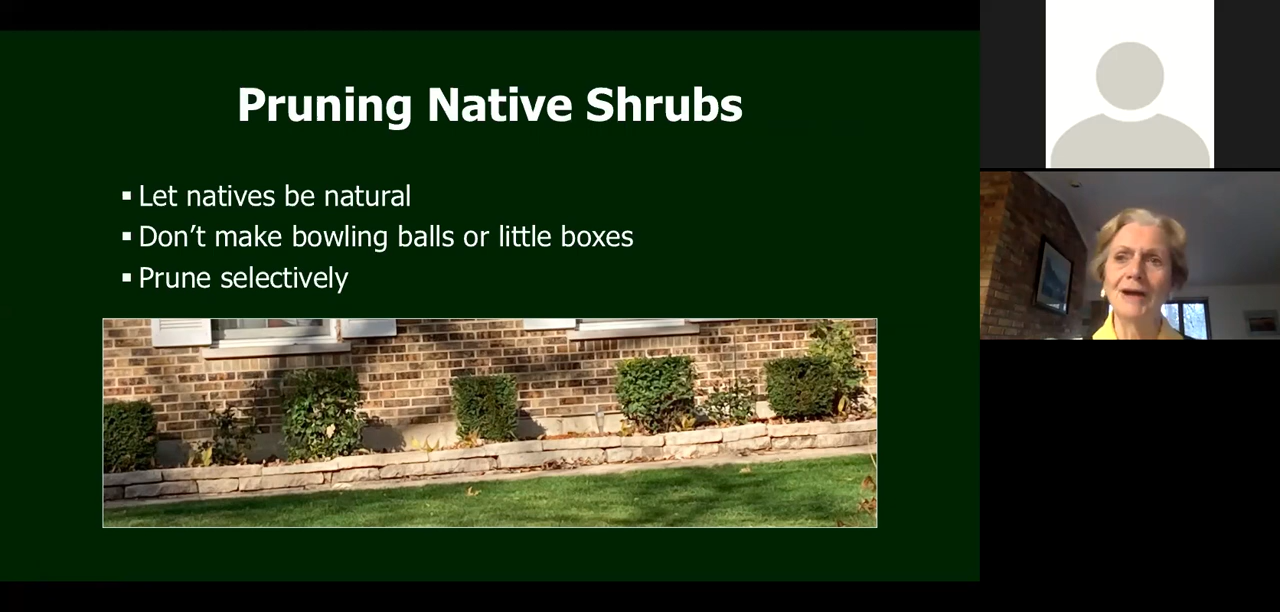 Pruning Native Shrubs
▪ Let natives be natural
▪ Don’t make bowling balls or little boxes
▪ Prune selectively